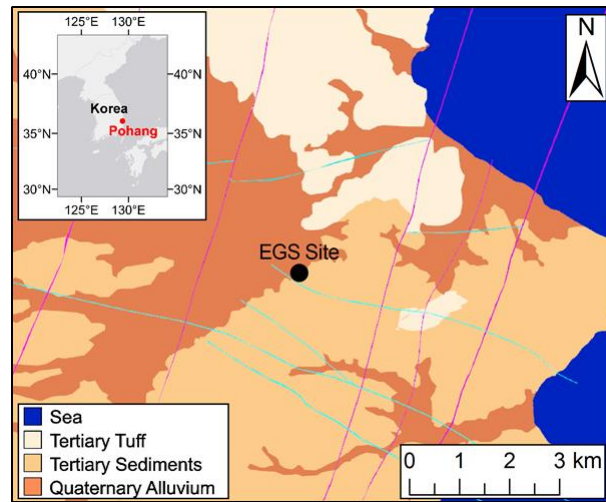 125°E 130°E
40°N 40°N
Korea
Pohang
35°N 35°N
30°N 30°N
125°E 130°E
N
EGS Site
Sea
Tertiary Tuff
Tertiary Sediments
Quaternary Alluvium
3 km
0 1 2 3